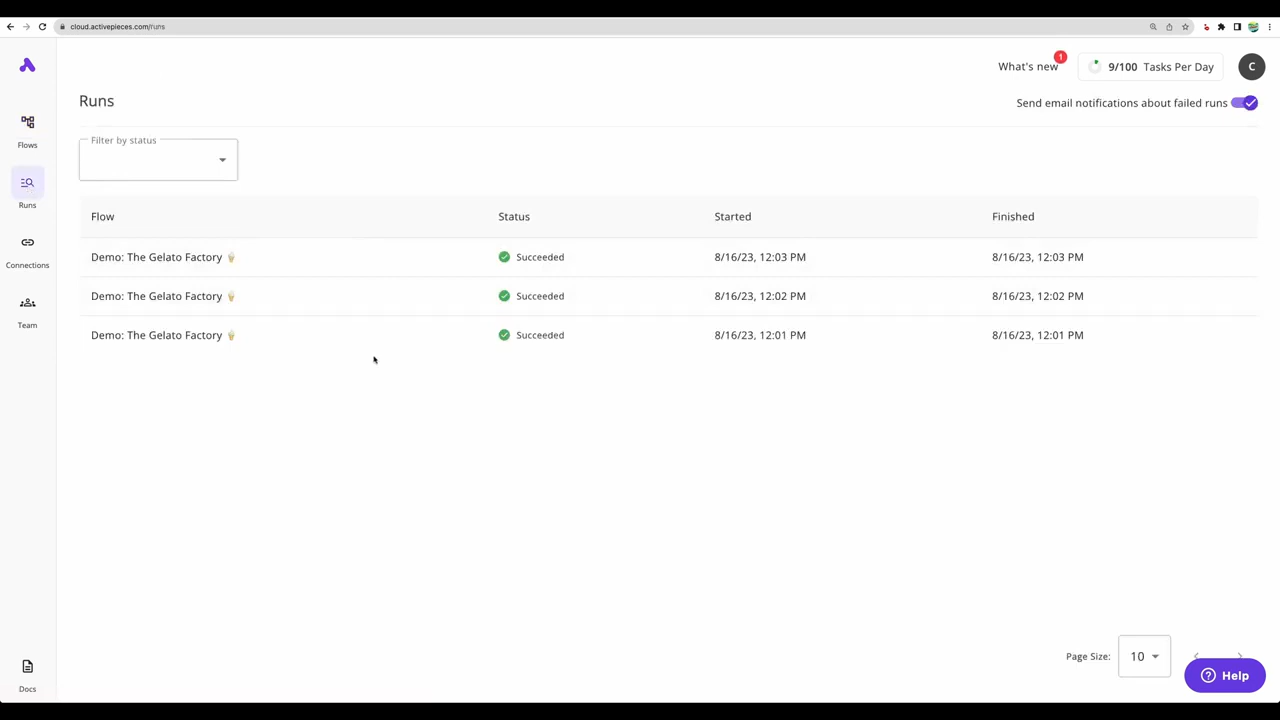 cloud.activepieces.com/runs
What's new
1
9/100 Tasks Per Day
C
Runs
Send email notifications about failed runs
Flows
Runs
Connections
Team
Docs
Filter by status
Flow Status Started Finished
Demo: The Gelato Factory 🍦 Succeeded 8/16/23, 12:03 PM 8/16/23, 12:03 PM
Demo: The Gelato Factory 🍦 Succeeded 8/16/23, 12:02 PM 8/16/23, 12:02 PM
Demo: The Gelato Factory 🍦 Succeeded 8/16/23, 12:01 PM 8/16/23, 12:01 PM
Page Size: 10
Help